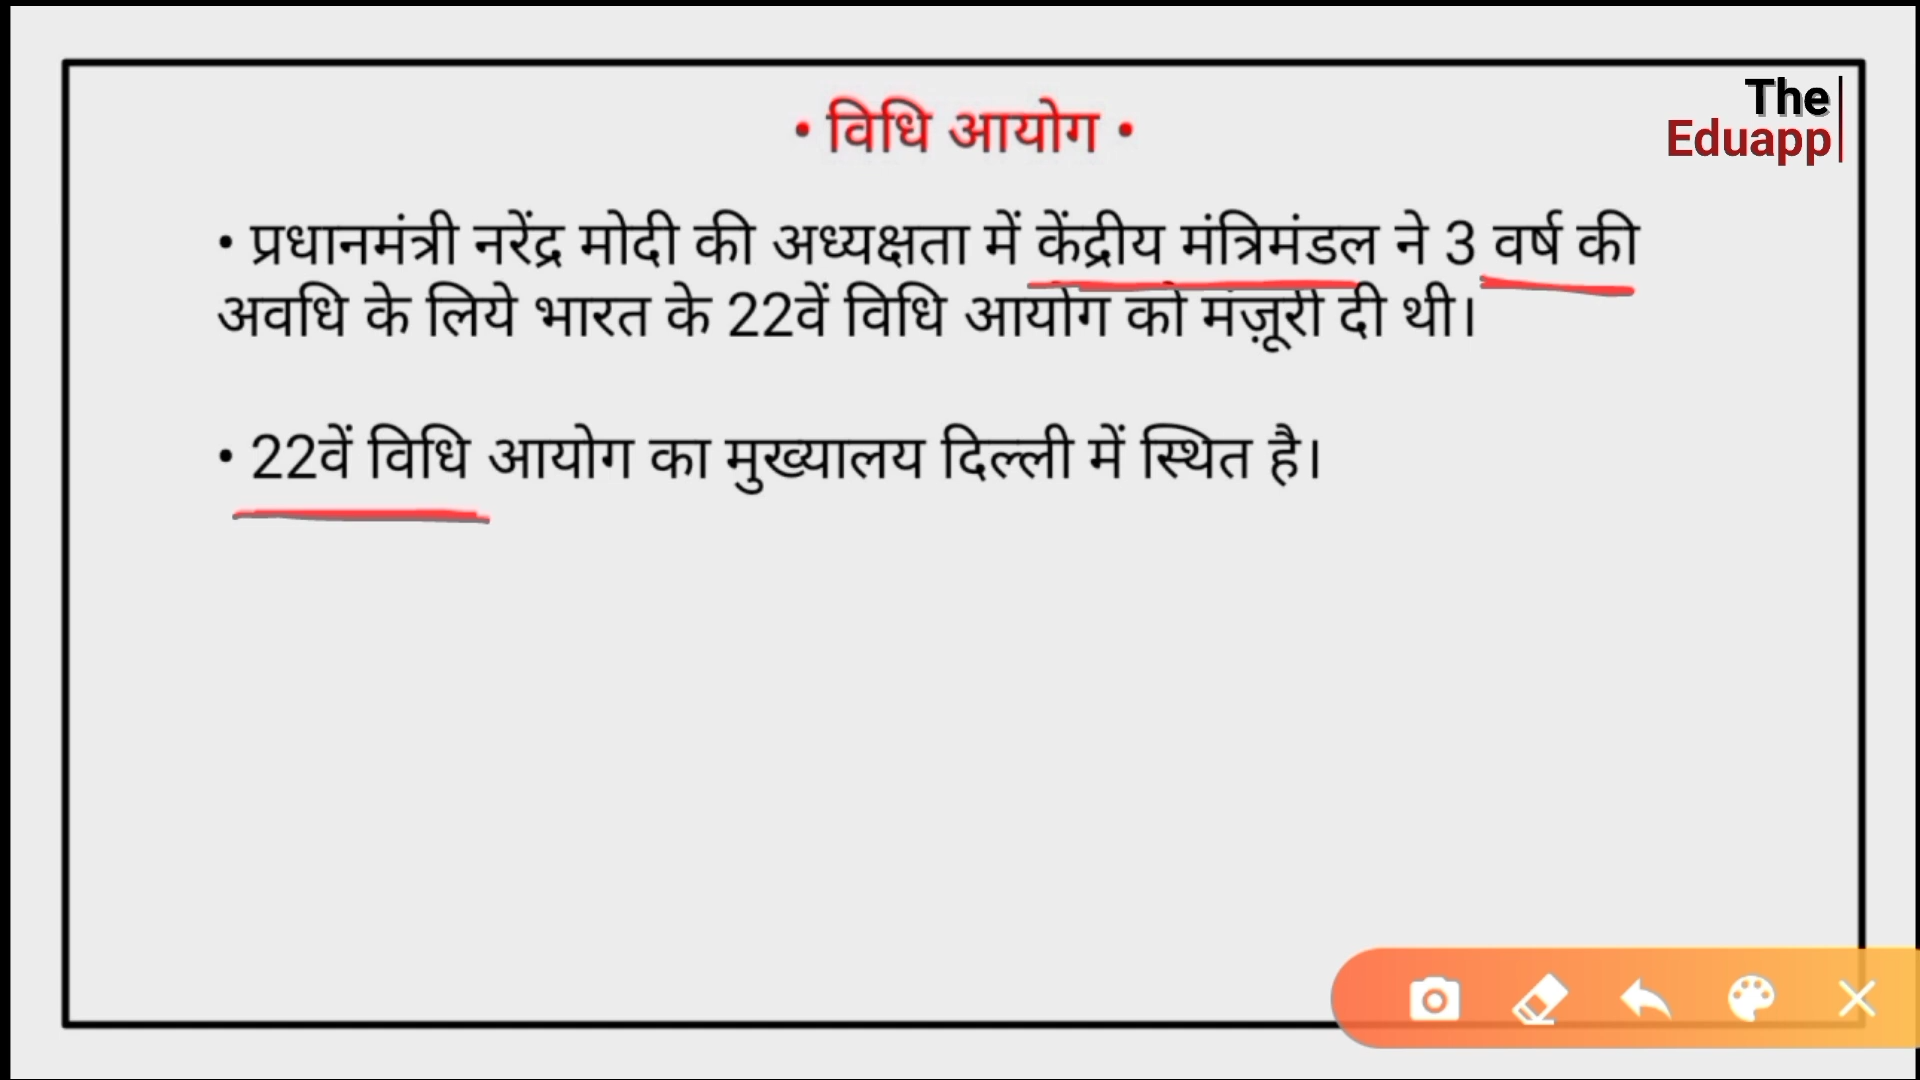 • विधि आयोग •
The
Eduapp
• प्रधानमंत्री नरेंद्र मोदी की अध्यक्षता में केंद्रीय मंत्रिमंडल ने 3 वर्ष की
अवधि के लिये भारत के 22वें विधि आयोग को मंज़ूरी दी थी।
• 22वें विधि आयोग का मुख्यालय दिल्ली में स्थित है।